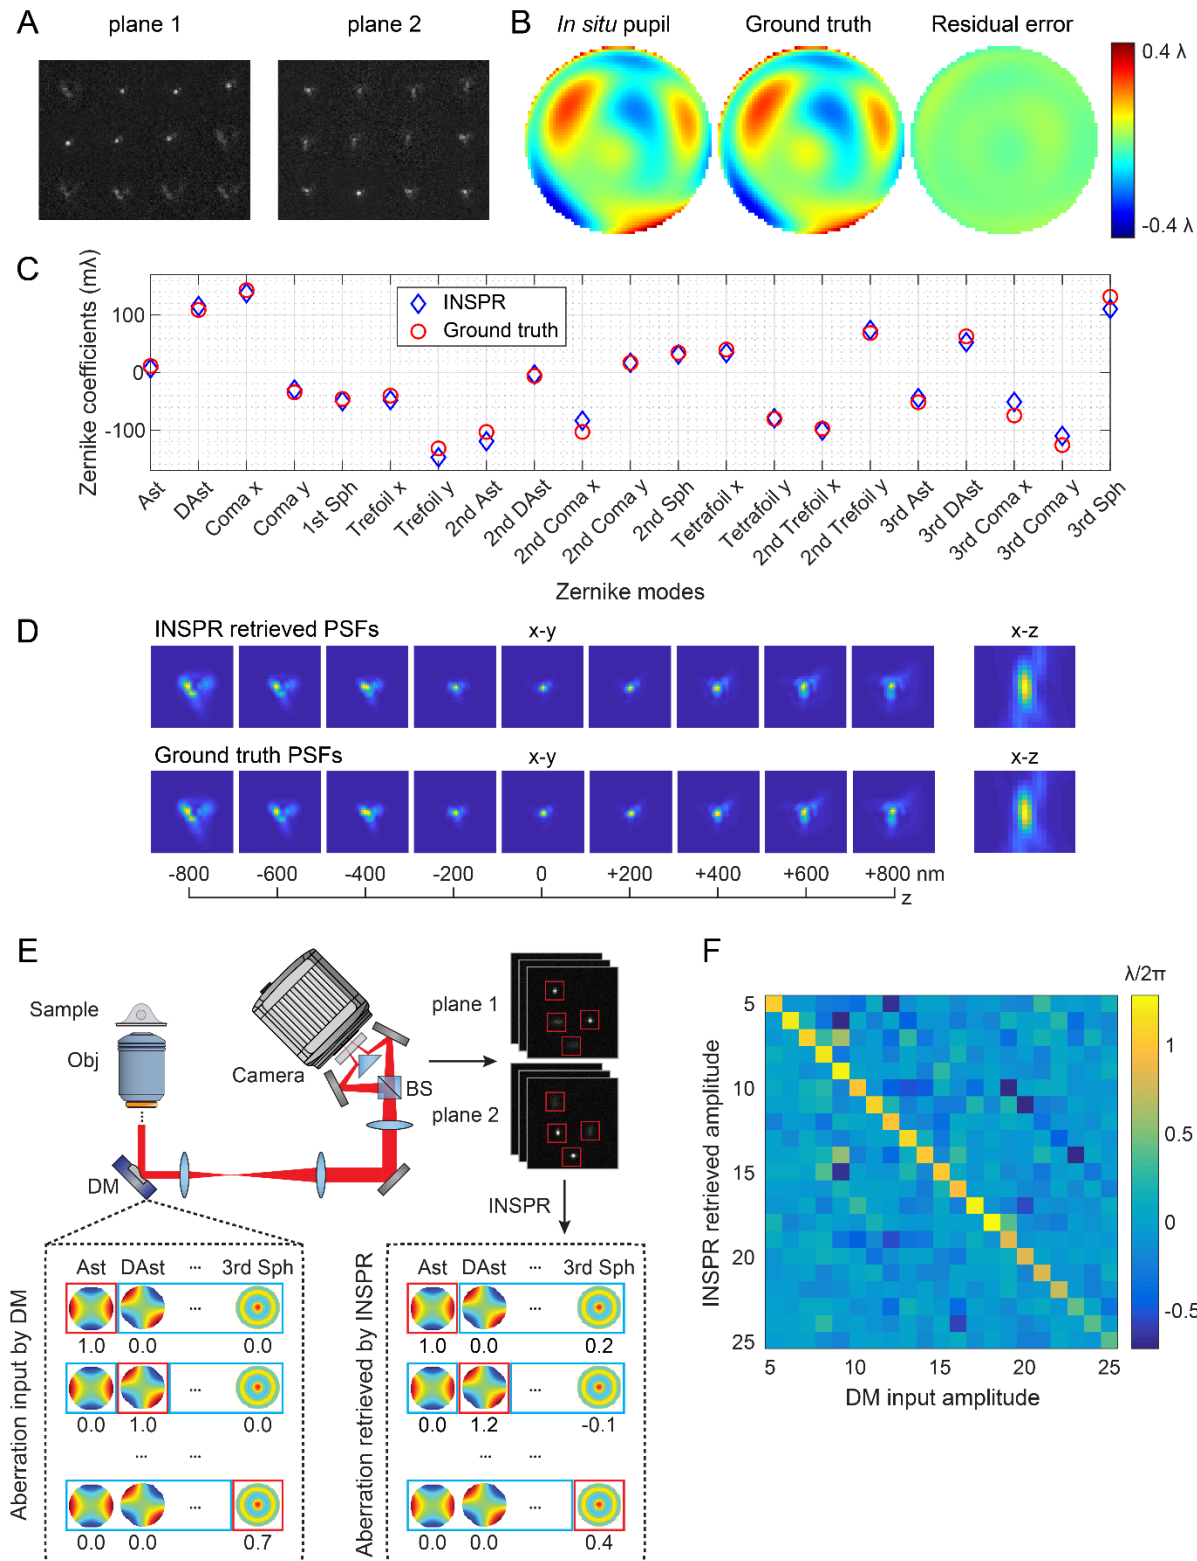 A
plane 1
plane 2
B
In situ pupil
Ground truth
Residual error
0.4 λ
-0.4 λ
C
Zernike coefficients (mλ)
100
0
-100
INSPR
Ground truth
Ast
DAst
Coma x
Coma y
1st Sph
Trefoil x
Trefoil y
2nd Ast
2nd DAst
2nd Coma x
2nd Coma y
2nd Sph
Tetrafoil x
Tetrafoil y
2nd Trefoil x
2nd Trefoil y
3rd Ast
3rd DAst
3rd Coma x
3rd Coma y
3rd Sph
Zernike modes
D
INSPR retrieved PSFs
x-y
x-z
Ground truth PSFs
x-y
x-z
-800 -600 -400 -200 0 +200 +400 +600 +800 nm
z
E
Sample
Obj
DM
Camera
BS
plane 1
plane 2
INSPR
Aberration input by DM
Ast DAst ... 3rd Sph
...
1.0 0.0 0.0
...
0.0 1.0 0.0
... ...
...
0.0 0.0 0.7
Aberration retrieved by INSPR
Ast DAst ... 3rd Sph
...
1.0 0.0 0.2
...
0.0 1.2 -0.1
... ...
...
0.0 0.0 0.4
F
λ/2π
INSPR retrieved amplitude
5
10
15
20
25
5 10 15 20 25
DM input amplitude
1
0.5
0
-0.5